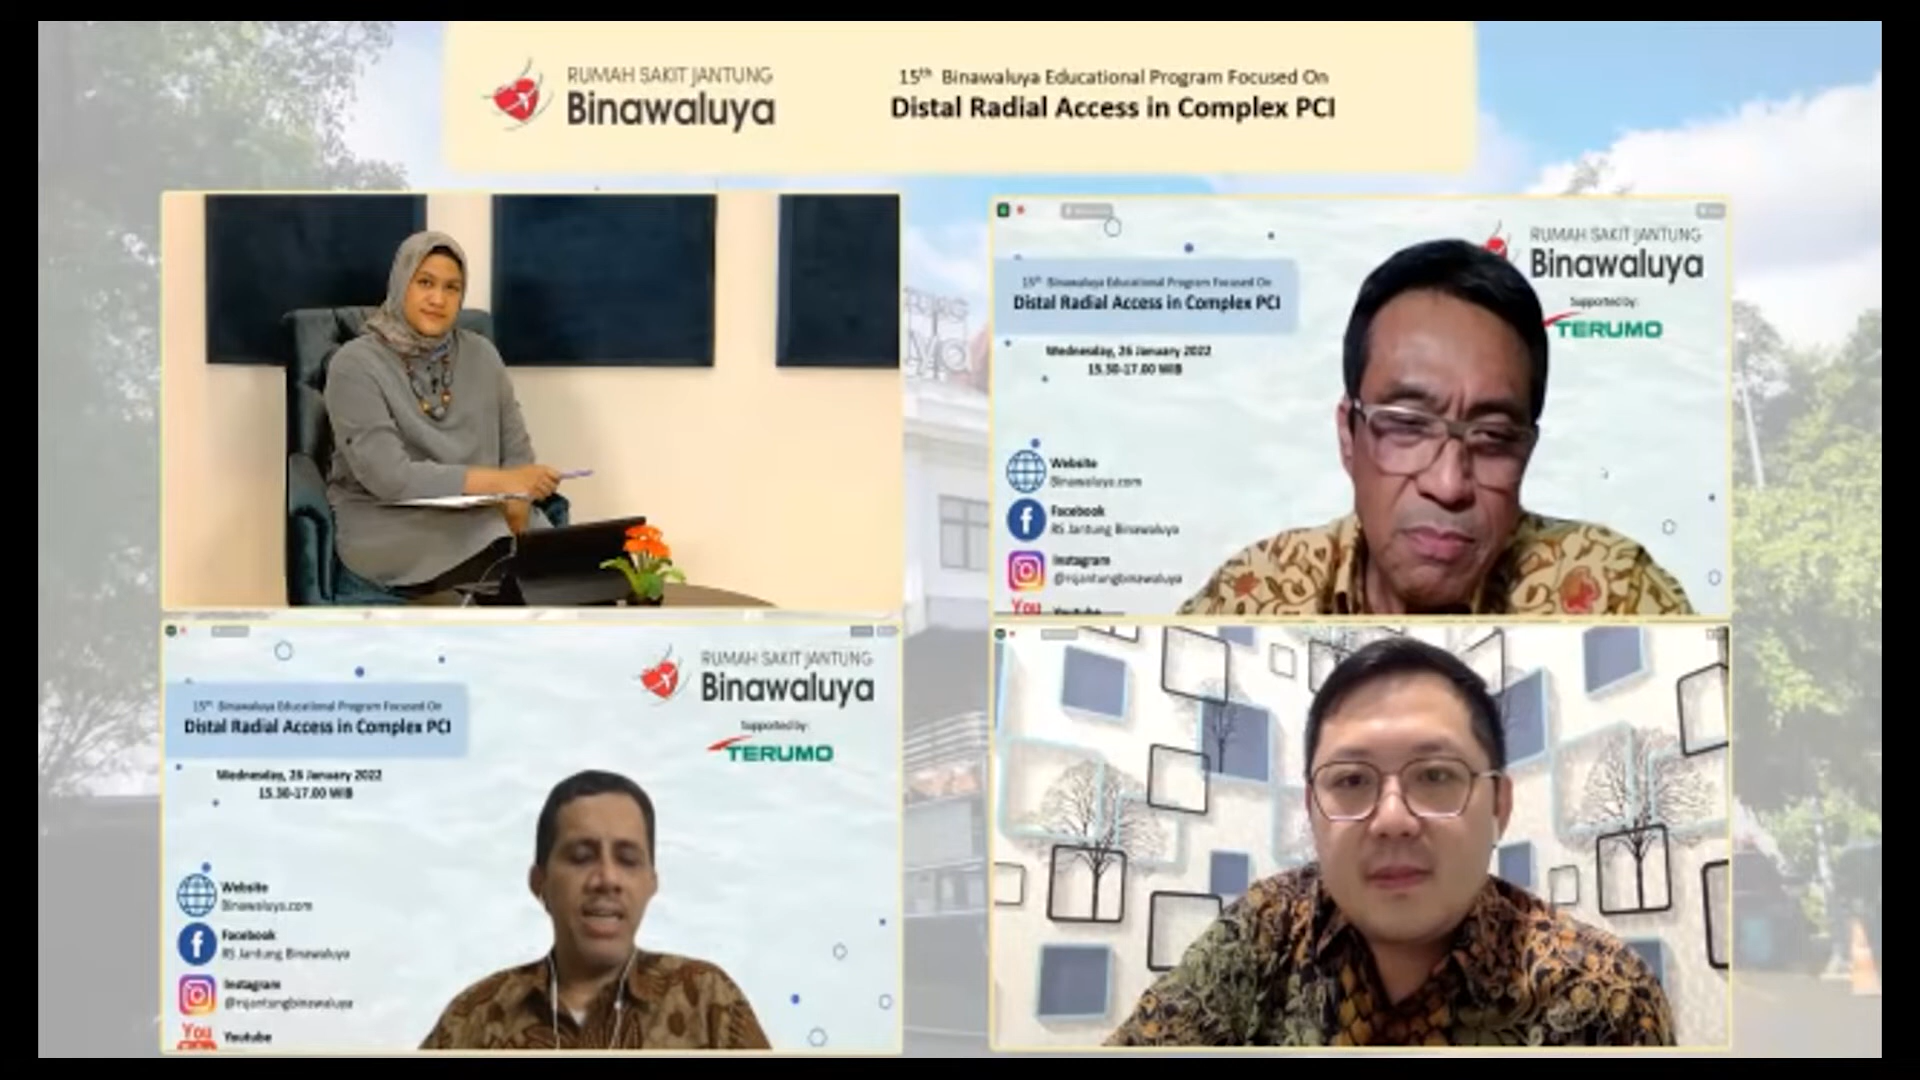 RUMAH SAKIT JANTUNG
Binawaluya
15th Binawaluya Educational Program Focused On
Distal Radial Access in Complex PCI
RUMAH SAKIT JANTUNG
Binawaluya
15th Binawaluya Educational Program Focused On
Distal Radial Access in Complex PCI
Supported by:
TERUMO
Wednesday, 26 January 2022
15.30-17.00 WIB
Website
Binawaluya.com
Facebook
RS Jantung Binawaluya
Instagram
@rsjantungbinawaluya
You
Youtube
RUMAH SAKIT JANTUNG
Binawaluya
15th Binawaluya Educational Program Focused On
Distal Radial Access in Complex PCI
Supported by:
TERUMO
Wednesday, 26 January 2022
15.30-17.00 WIB
Website
Binawaluya.com
Facebook
RS Jantung Binawaluya
Instagram
@rsjantungbinawaluya
You
Youtube